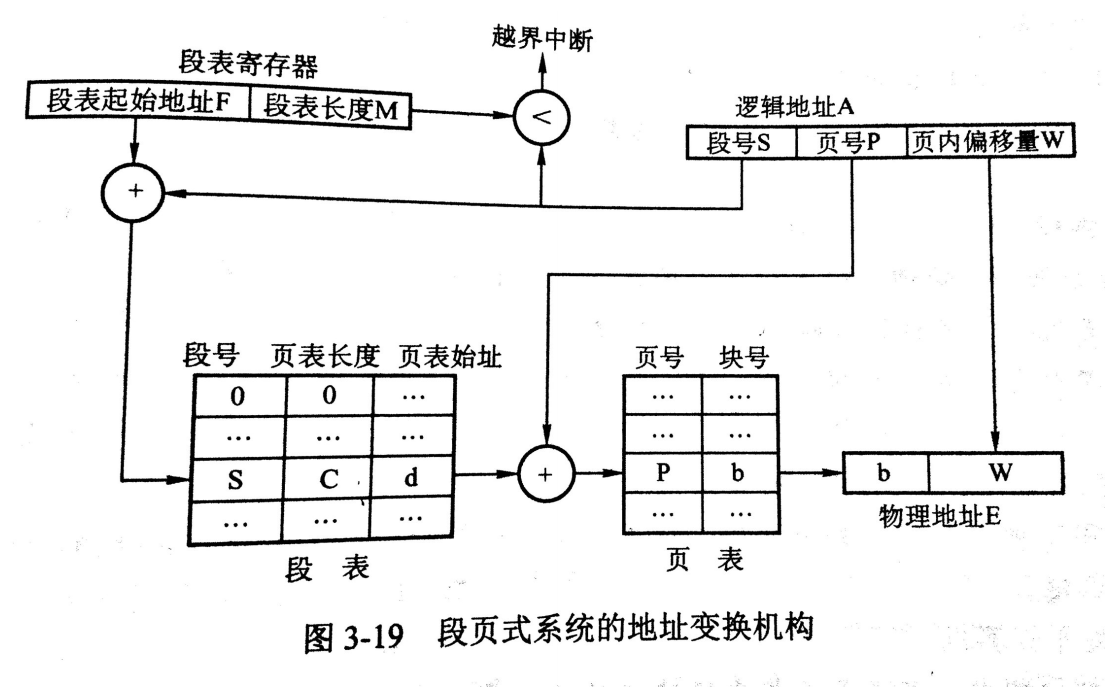 越界中断
段表寄存器
段表起始地址F 段表长度M
<
逻辑地址A
段号S 页号P 页内偏移量W
+
段号 页表长度 页表始址
0 0 …
… … …
S C d
… … …
段 表
+
页号 块号
… …
… …
P b
… …
页 表
b W
物理地址E
图 3-19 段页式系统的地址变换机构